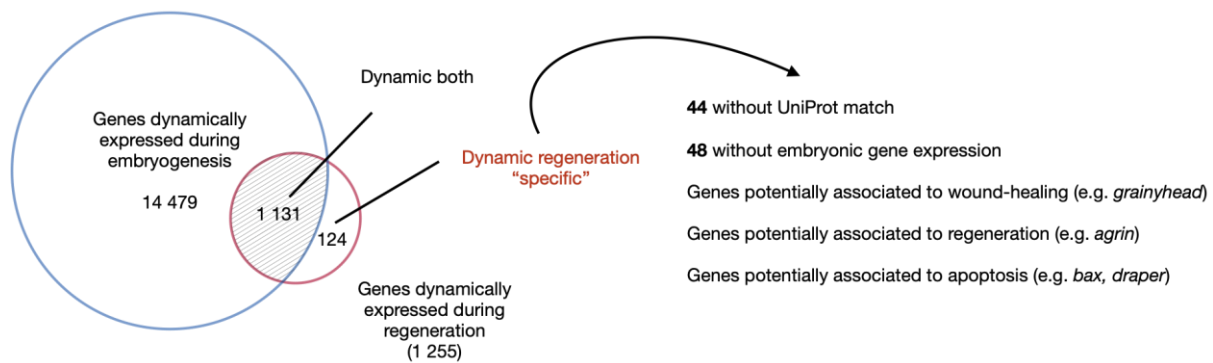 Dynamic both
Genes dynamically
expressed during
embryogenesis
14 479
1 131
124
Dynamic regeneration
“specific”
Genes dynamically
expressed during
regeneration
(1 255)
44 without UniProt match
48 without embryonic gene expression
Genes potentially associated to wound-healing (e.g. grainyhead)
Genes potentially associated to regeneration (e.g. agrin)
Genes potentially associated to apoptosis (e.g. bax, draper)